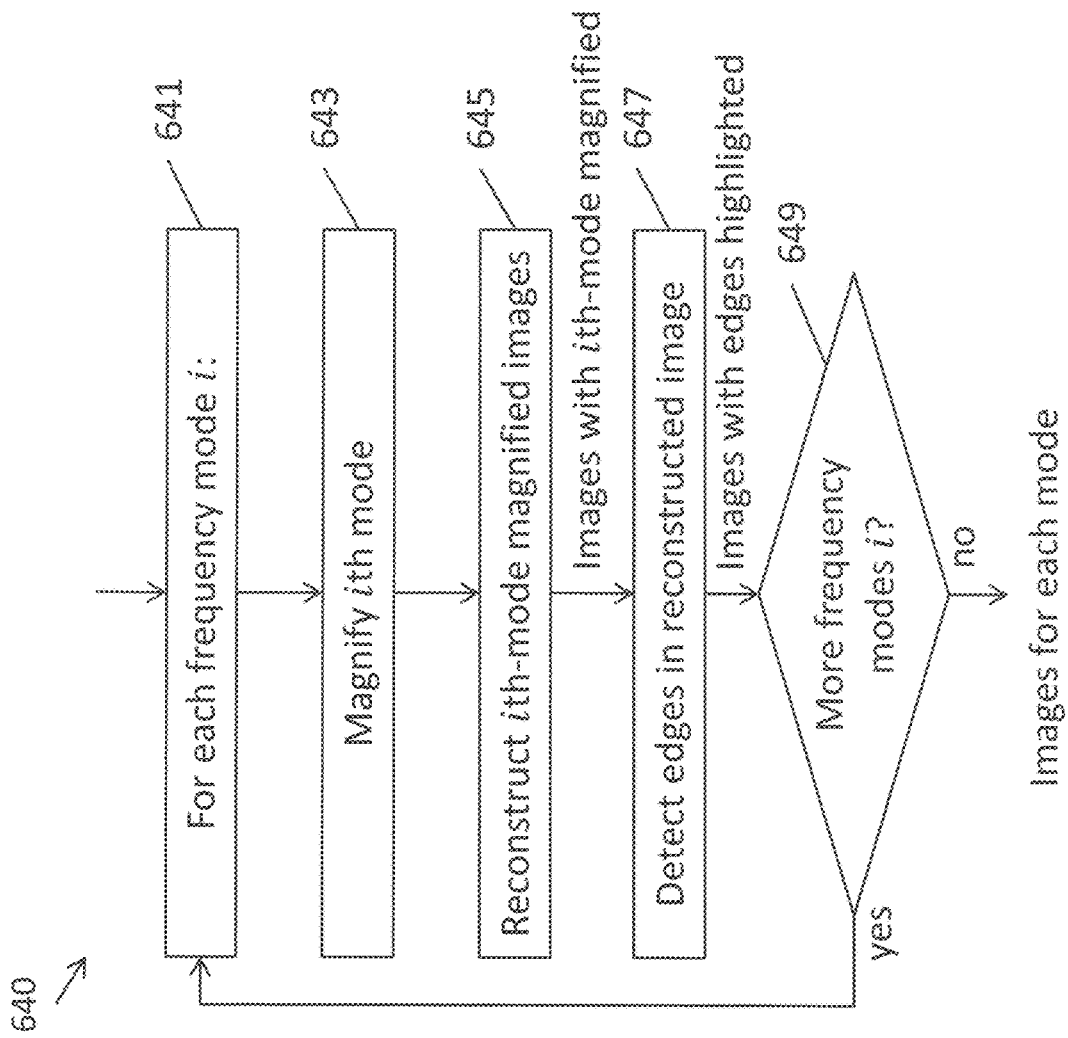 640
641
For each frequency mode i:
643
Magnify ith mode
645
Reconstruct ith-mode magnified images
Images with ith-mode magnified
647
Detect edges in reconstructed image
Images with edges highlighted
649
More frequency
modes i?
yes
no
Images for each mode